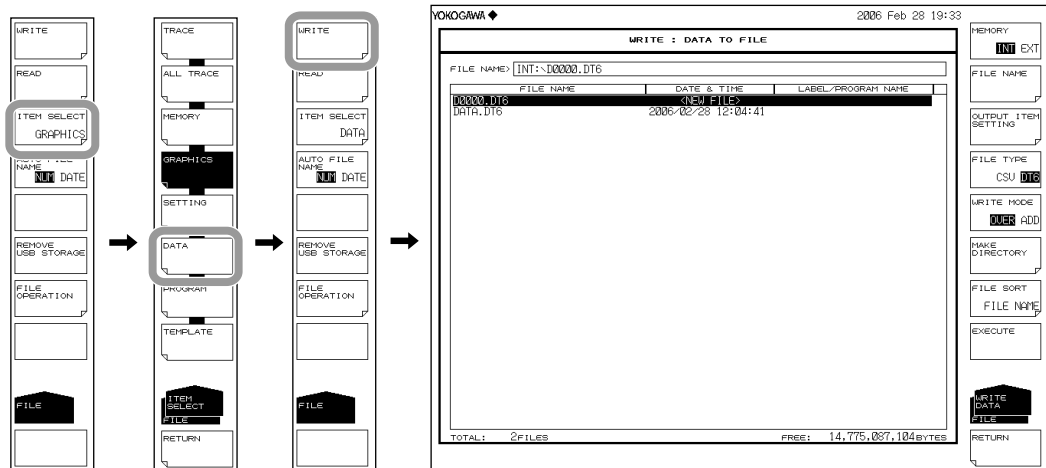 WRITE
READ
ITEM SELECT
GRAPHICS
AUTO FILE
NAME
NUM DATE
REMOVE
USB STORAGE
FILE
OPERATION
FILE
TRACE
ALL TRACE
MEMORY
GRAPHICS
SETTING
DATA
PROGRAM
TEMPLATE
ITEM
SELECT
FILE
RETURN
WRITE
READ
ITEM SELECT
DATA
AUTO FILE
NAME
NUM DATE
REMOVE
USB STORAGE
FILE
OPERATION
FILE
YOKOGAWA ◆ 2006 Feb 28 19:33
WRITE : DATA TO FILE
FILE NAME> INT:\D0000.DT6
FILE NAME DATE & TIME LABEL/PROGRAM NAME
D0000.DT6 <NEW FILE>
DATA.DT6 2006/02/28 12:04:41
TOTAL: 2FILES FREE: 14,775,087,104BYTES
MEMORY
INT EXT
FILE NAME
OUTPUT ITEM
SETTING
FILE TYPE
CSV DT6
WRITE MODE
OVER ADD
MAKE
DIRECTORY
FILE SORT
FILE NAME
EXECUTE
WRITE
DATA
FILE
RETURN